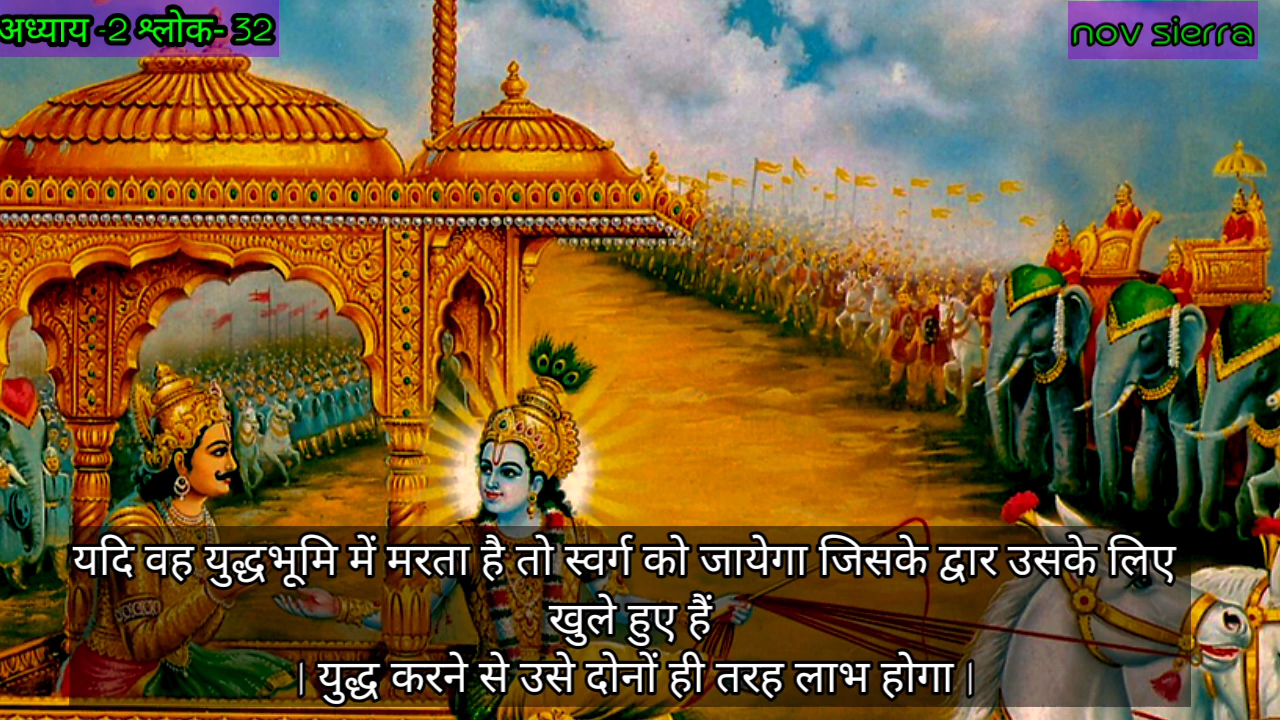 अध्याय -2 श्लोक- 32
nov sierra
यदि वह युद्धभूमि में मरता है तो स्वर्ग को जायेगा जिसके द्वार उसके लिए
खुले हुए हैं
| युद्ध करने से उसे दोनों ही तरह लाभ होगा |